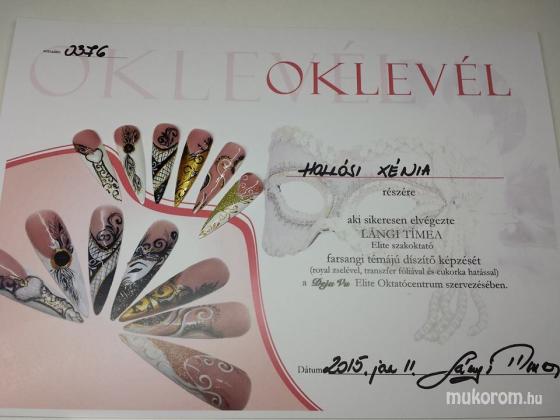 0376
OKLEVÉL
OKLEVÉL
HOLLÓSI XÉNIA
részére
aki sikeresen elvégezte
LÁNGI TÍMEA
Elite szakoktató
farsangi témájú díszítő képzését
(royal zselével, transzfer fóliával és cukorka hatással)
a Deja Vu Elite Oktatócentrum szervezésében.
Dátum 2015. jan 11.
mukorom.hu